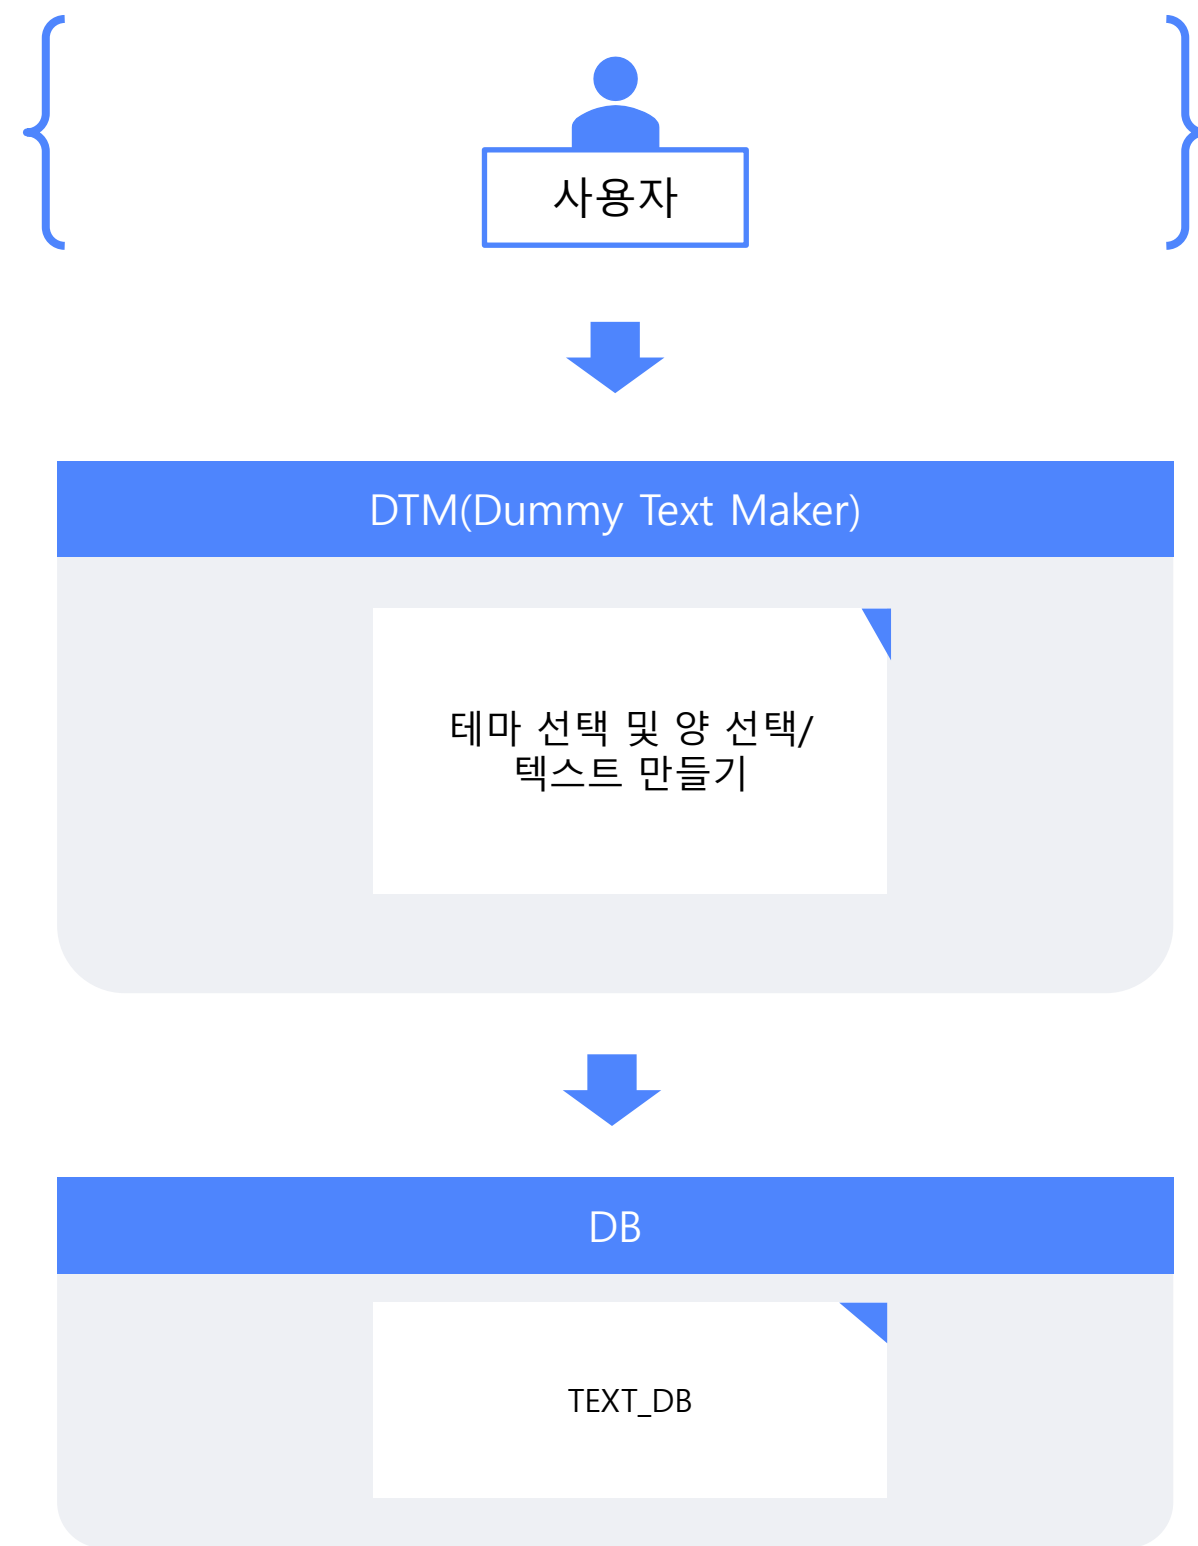 사용자
DTM(Dummy Text Maker)
테마 선택 및 양 선택/
텍스트 만들기
DB
TEXT_DB